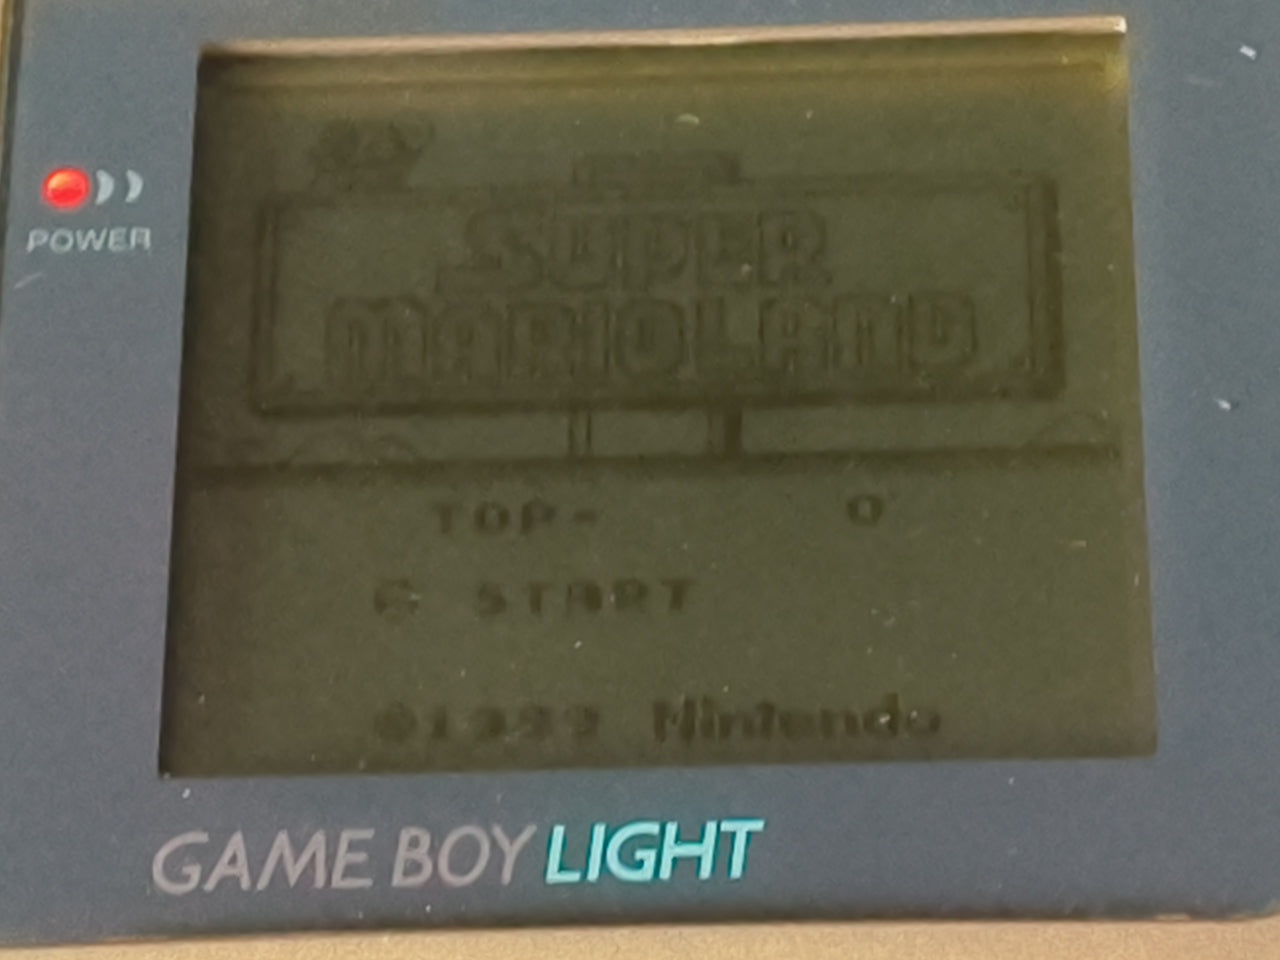 POWER
SUPER
MARIOLAND
TOP- 0
START
©1989 Nintendo
GAME BOY LIGHT